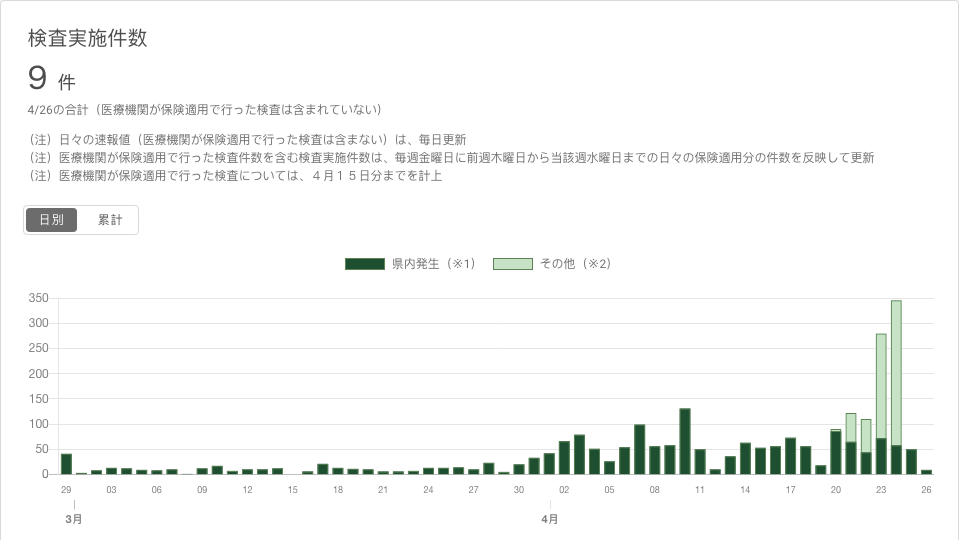 検査実施件数
9 件
4/26の合計（医療機関が保険適用で行った検査は含まれていない）
（注）日々の速報値（医療機関が保険適用で行った検査は含まない）は、毎日更新
（注）医療機関が保険適用で行った検査件数を含む検査実施件数は、毎週金曜日に前週木曜日から当該週水曜日までの日々の保険適用分の件数を反映して更新
（注）医療機関が保険適用で行った検査については、４月１５日分までを計上
日別 累計
県内発生（※1） その他（※2）
350
300
250
200
150
100
50
0
29 03 06 09 12 15 18 21 24 27 30 02 05 08 11 14 17 20 23 26
3月 4月